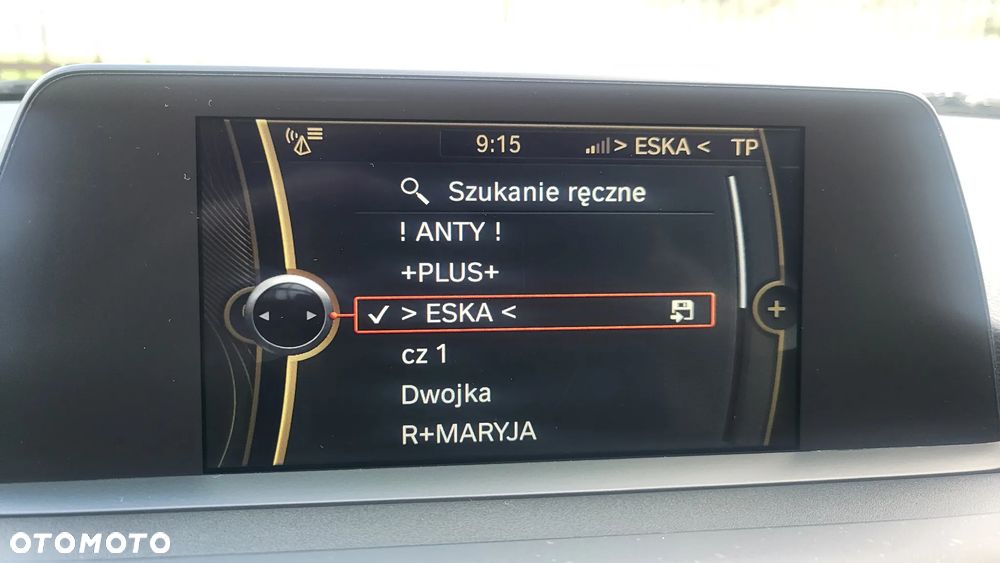 9:15 > ESKA < TP
Szukanie ręczne
! ANTY !
+PLUS+
> ESKA <
cz 1
Dwojka
R+MARYJA
OTOMOTO